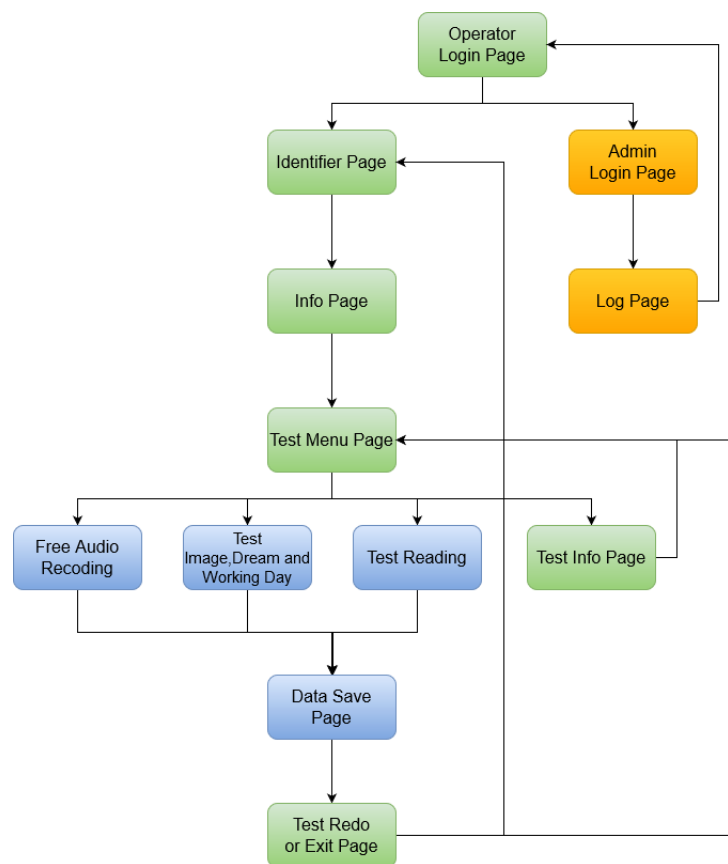 Operator
Login Page
Identifier Page
Admin
Login Page
Info Page
Log Page
Test Menu Page
Free Audio
Recoding
Test
Image,Dream and
Working Day
Test Reading
Test Info Page
Data Save
Page
Test Redo
or Exit Page